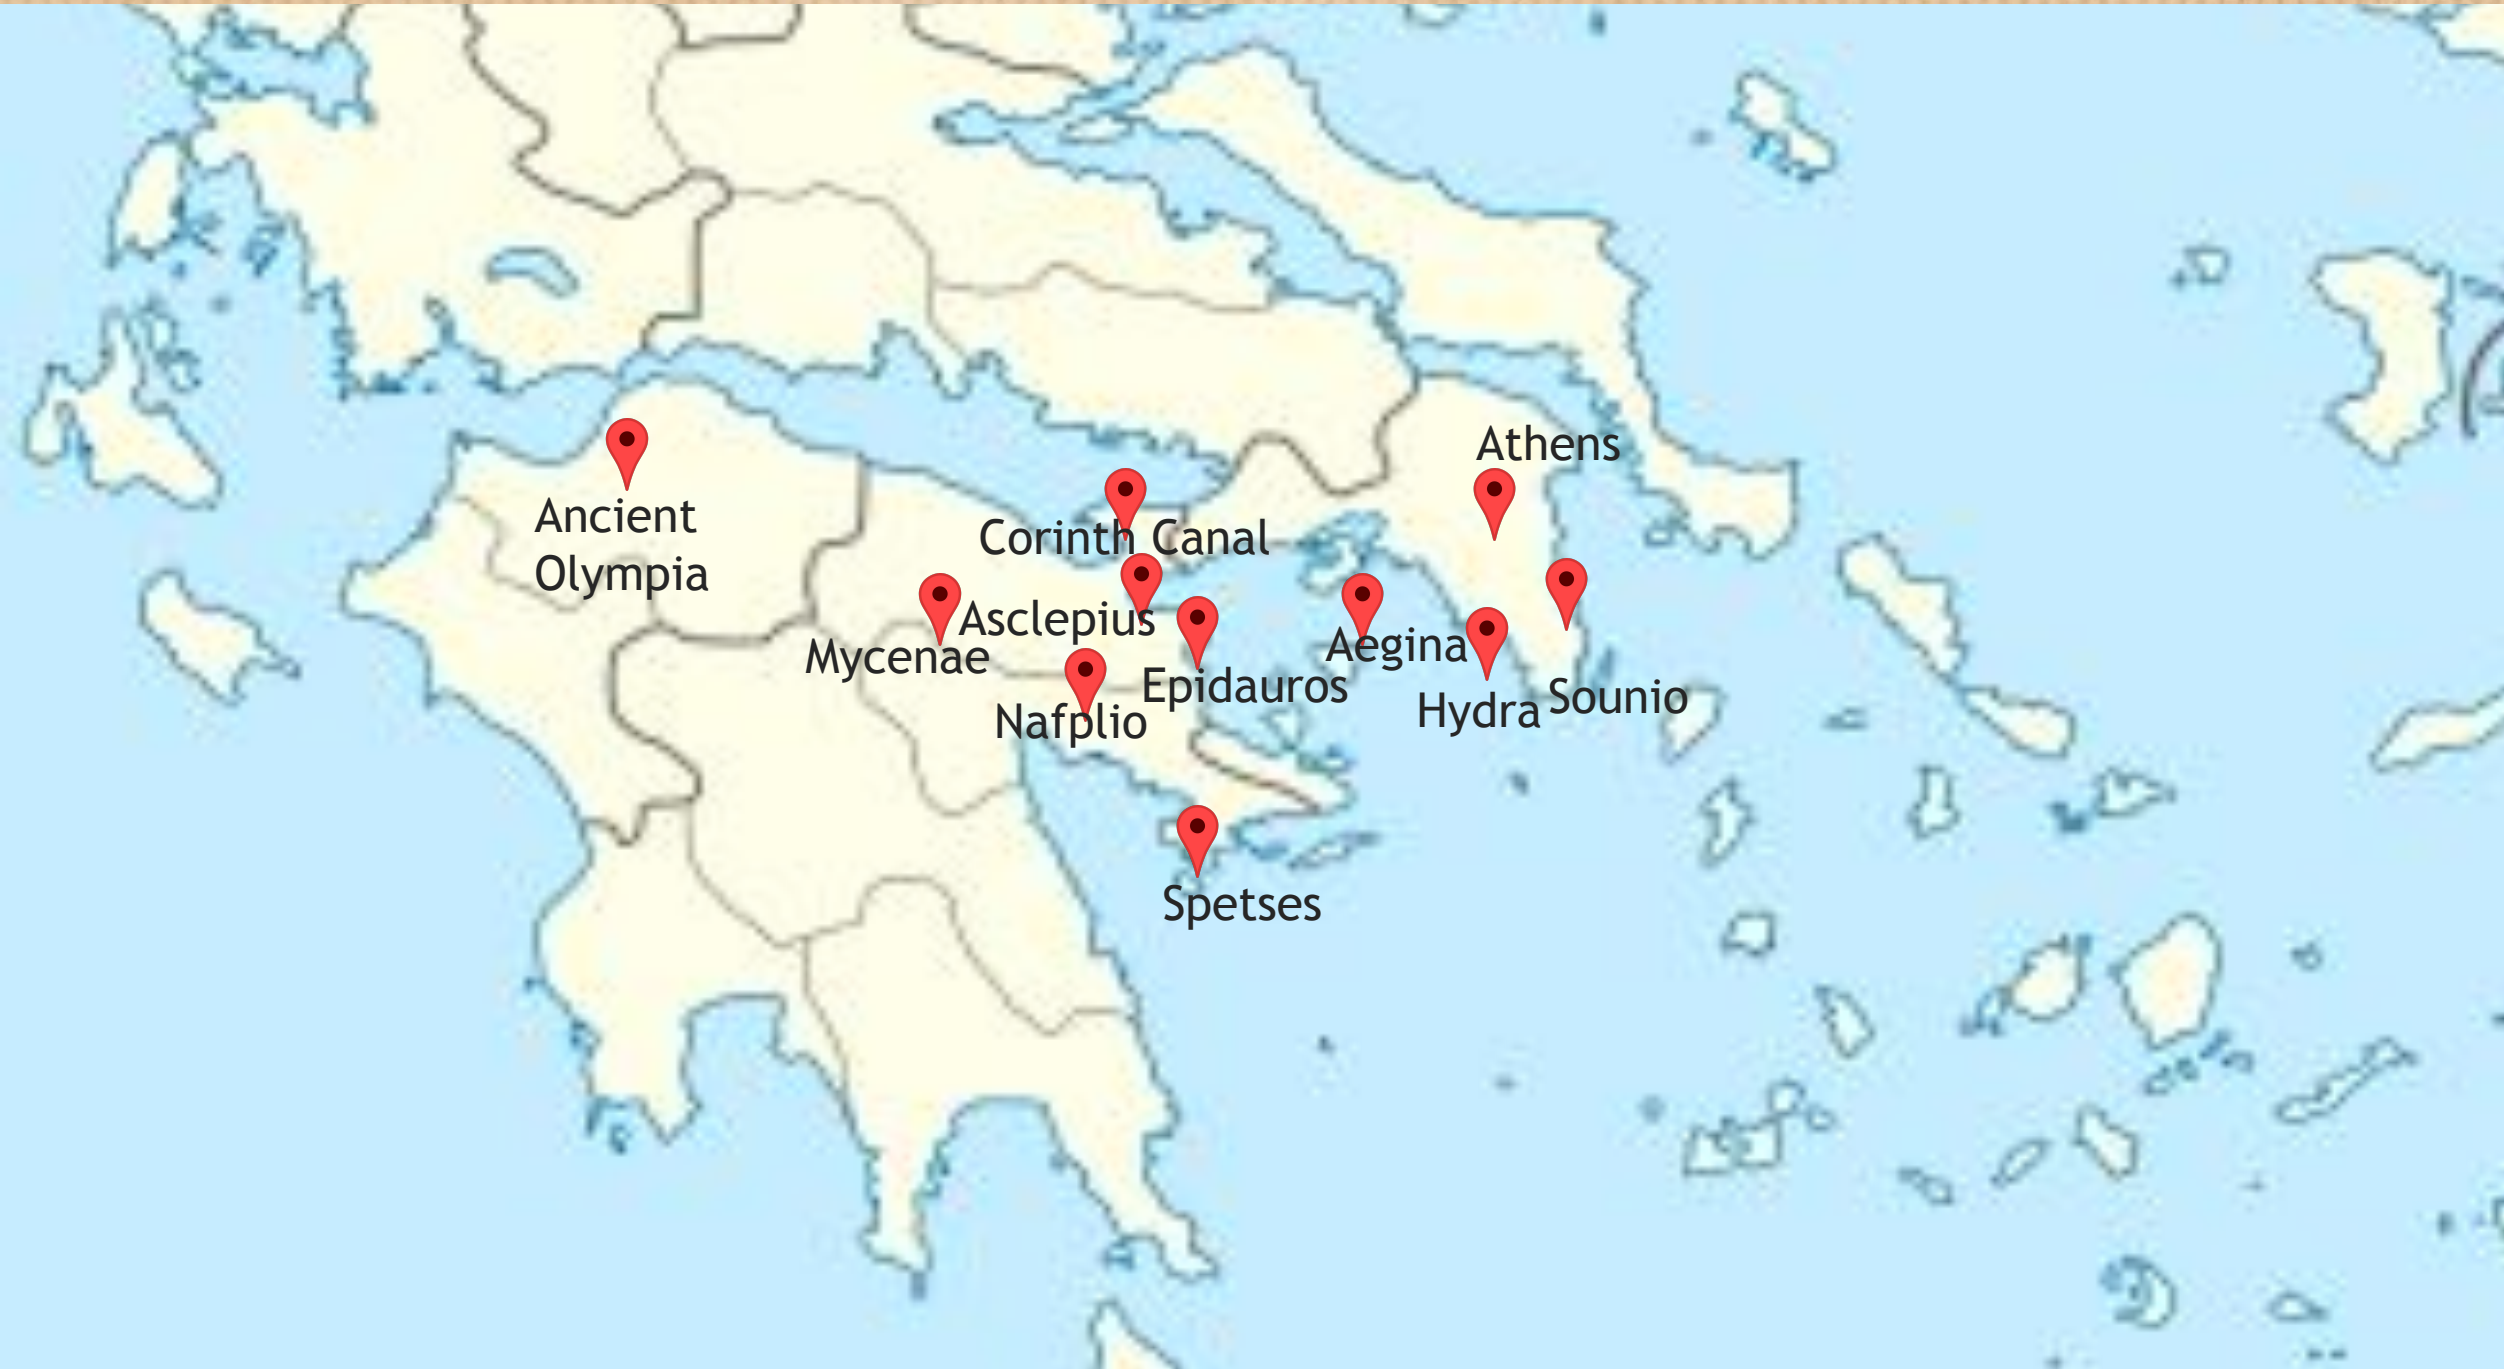 Athens
Ancient
Olympia
Corinth Canal
Asclepius
Mycenae
Aegina
Epidauros
Hydra
Sounio
Nafplio
Spetses